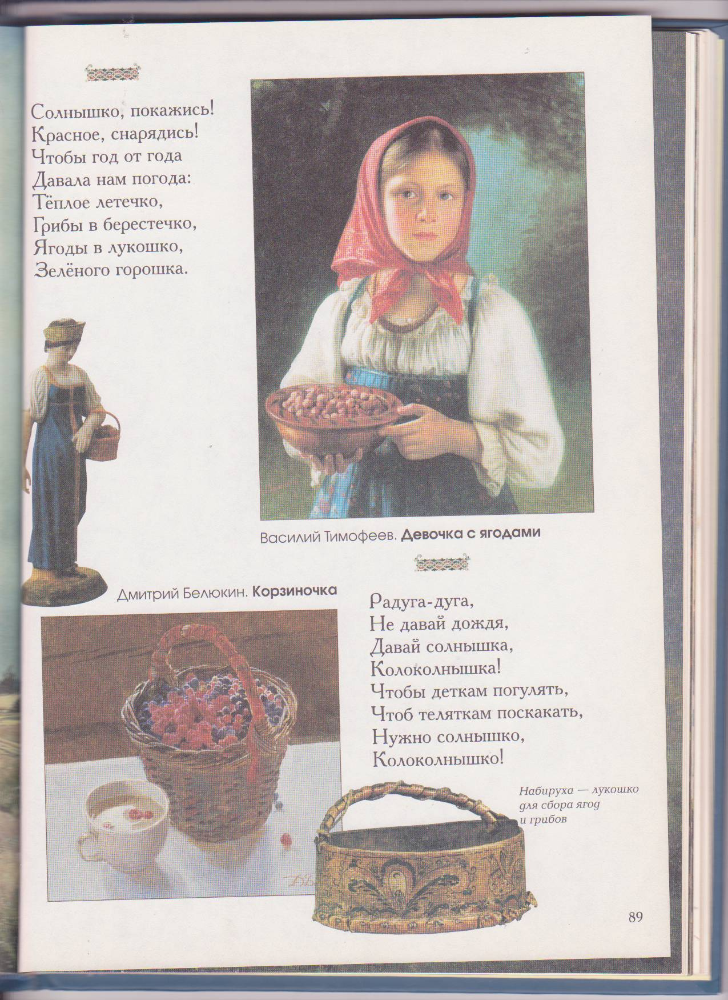 Солнышко, покажись!
Красное, снарядись!
Чтобы год от года
Давала нам погода:
Тёплое летечко,
Грибы в берестечко,
Ягоды в лукошко,
Зелёного горошка.
Василий Тимофеев. Девочка с ягодами
Дмитрий Белюкин. Корзиночка
Радуга-дуга,
Не давай дождя,
Давай солнышка,
Колоколнышка!
Чтобы деткам погулять,
Чтоб теляткам поскакать,
Нужно солнышко,
Колоколнышко!
Набируха — лукошко
для сбора ягод
и грибов
89